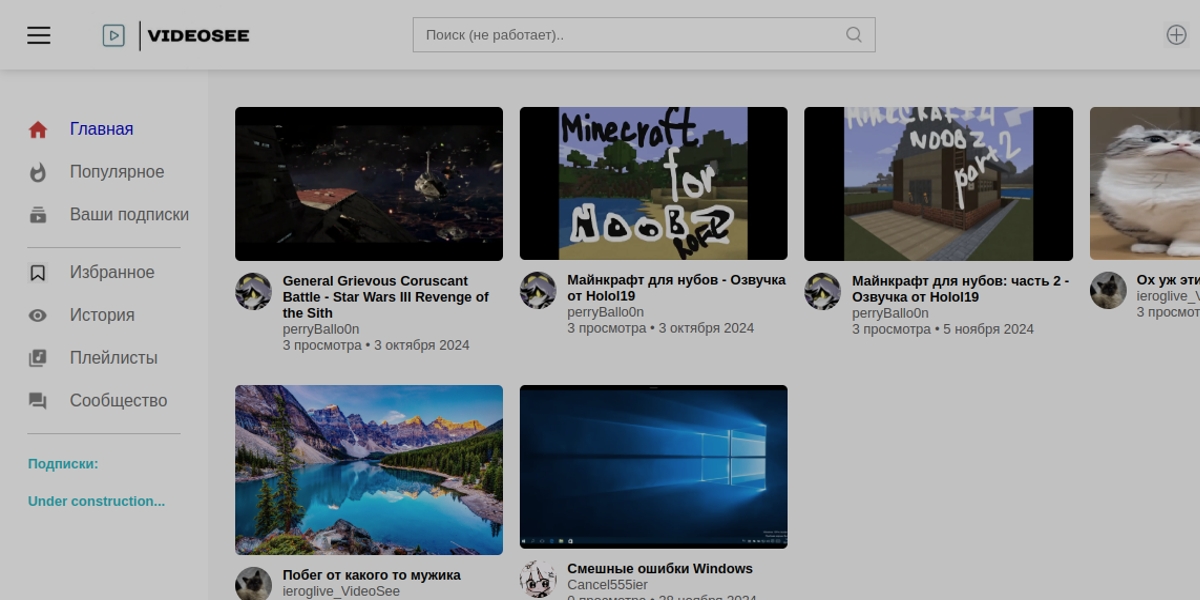 VIDEOSEE
Поиск (не работает)..
Главная
Популярное
Ваши подписки
Избранное
История
Плейлисты
Сообщество
Подписки:
Under construction...
Minecraft
for
NOOBZ
MINECRAFT 4
NOOBZ
part 2
General Grievous Coruscant
Battle - Star Wars III Revenge of
the Sith
perryBallo0n
3 просмотра • 3 октября 2024
Майнкрафт для нубов - Озвучка
от Holol19
perryBallo0n
3 просмотра • 3 октября 2024
Майнкрафт для нубов: часть 2 -
Озвучка от Holol19
perryBallo0n
3 просмотра • 5 ноября 2024
Ох уж эти
ieroglive_V
3 просмот
Побег от какого то мужика
ieroglive_VideoSee
Смешные ошибки Windows
Cancel555ier
0 просмотра • 28 ноября 2024